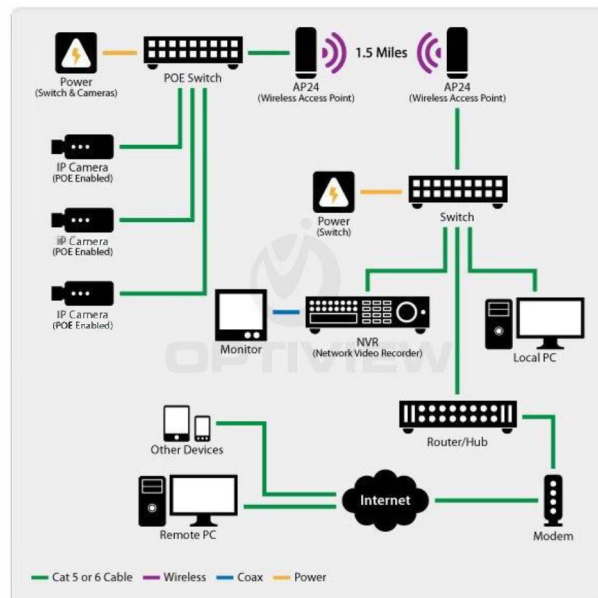 Power
(Switch & Cameras)
POE Switch
AP24
(Wireless Access Point)
1.5 Miles
AP24
(Wireless Access Point)
IP Camera
(POE Enabled)
IP Camera
(POE Enabled)
IP Camera
(POE Enabled)
Power
(Switch)
Switch
Monitor
NVR
(Network Video Recorder)
Local PC
OPTIVIEW
Other Devices
Router/Hub
Remote PC
Internet
Modem
Cat 5 or 6 Cable
Wireless
Coax
Power